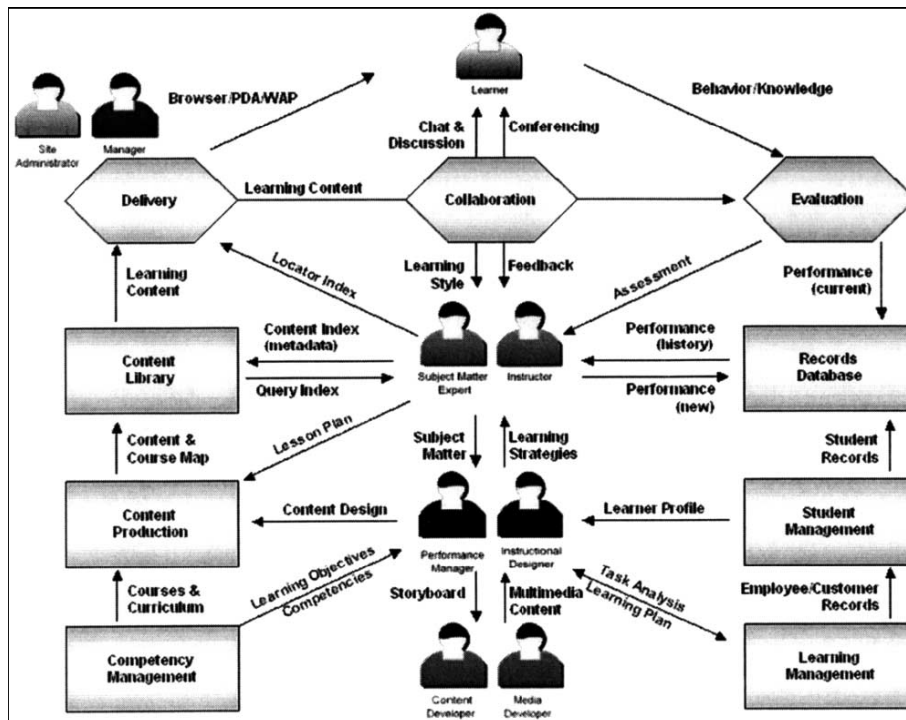 Learner
Browser/PDA/WAP
Behavior/Knowledge
Site
Administrator
Manager
Chat &
Discussion
Conferencing
Delivery
Learning Content
Collaboration
Evaluation
Learning
Content
Locator Index
Learning
Style
Feedback
Assessment
Performance
(current)
Content
Library
Content Index
(metadata)
Query Index
Subject Matter
Expert
Instructor
Performance
(history)
Performance
(new)
Records
Database
Content &
Course Map
Lesson Plan
Subject
Matter
Learning
Strategies
Student
Records
Content
Production
Content Design
Performance
Manager
Instructional
Designer
Learner Profile
Student
Management
Courses &
Curriculum
Learning Objectives
Competencies
Storyboard
Multimedia
Content
Task Analysis
Learning Plan
Employee/Customer
Records
Competency
Management
Content
Developer
Media
Developer
Learning
Management